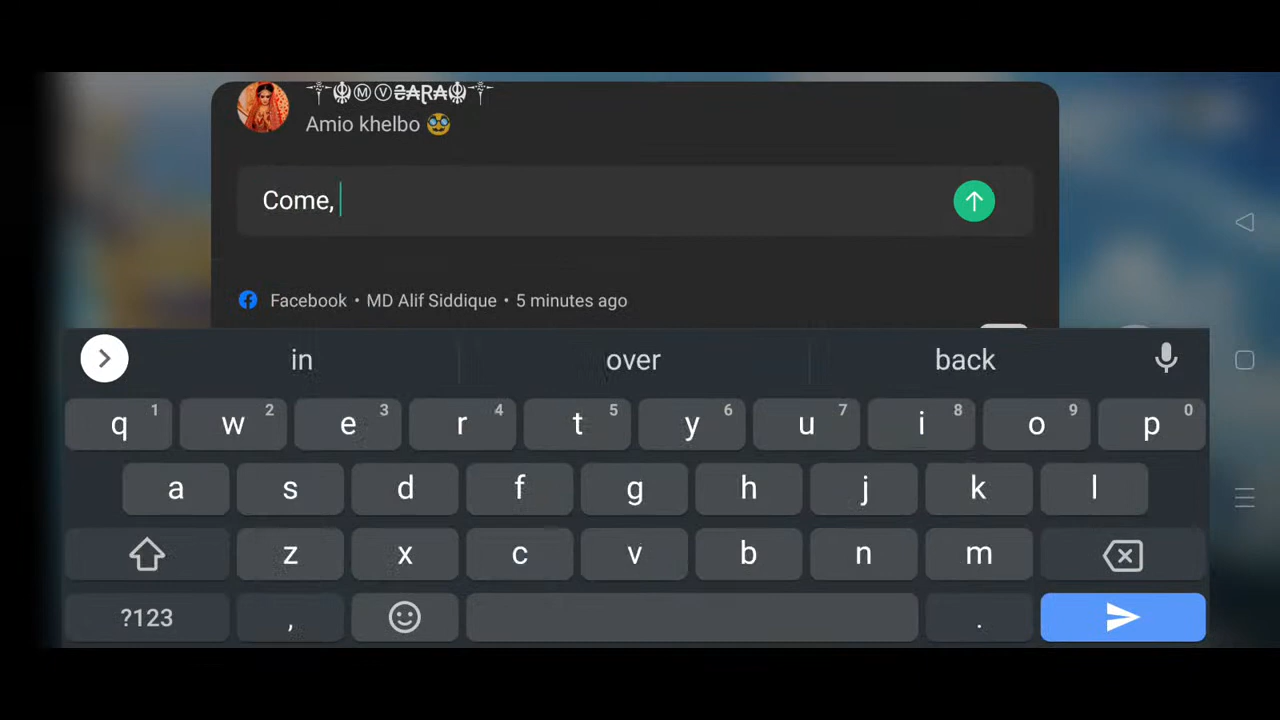 ༒☬ⓂⓋ₴₳Ɽ₳☬༒
Amio khelbo 🥸
Come,
Facebook • MD Alif Siddique • 5 minutes ago
in over back
q 1 w 2 e 3 r 4 t 5 y 6 u 7 i 8 o 9 p 0
a s d f g h j k l
z x c v b n m
?123 , .